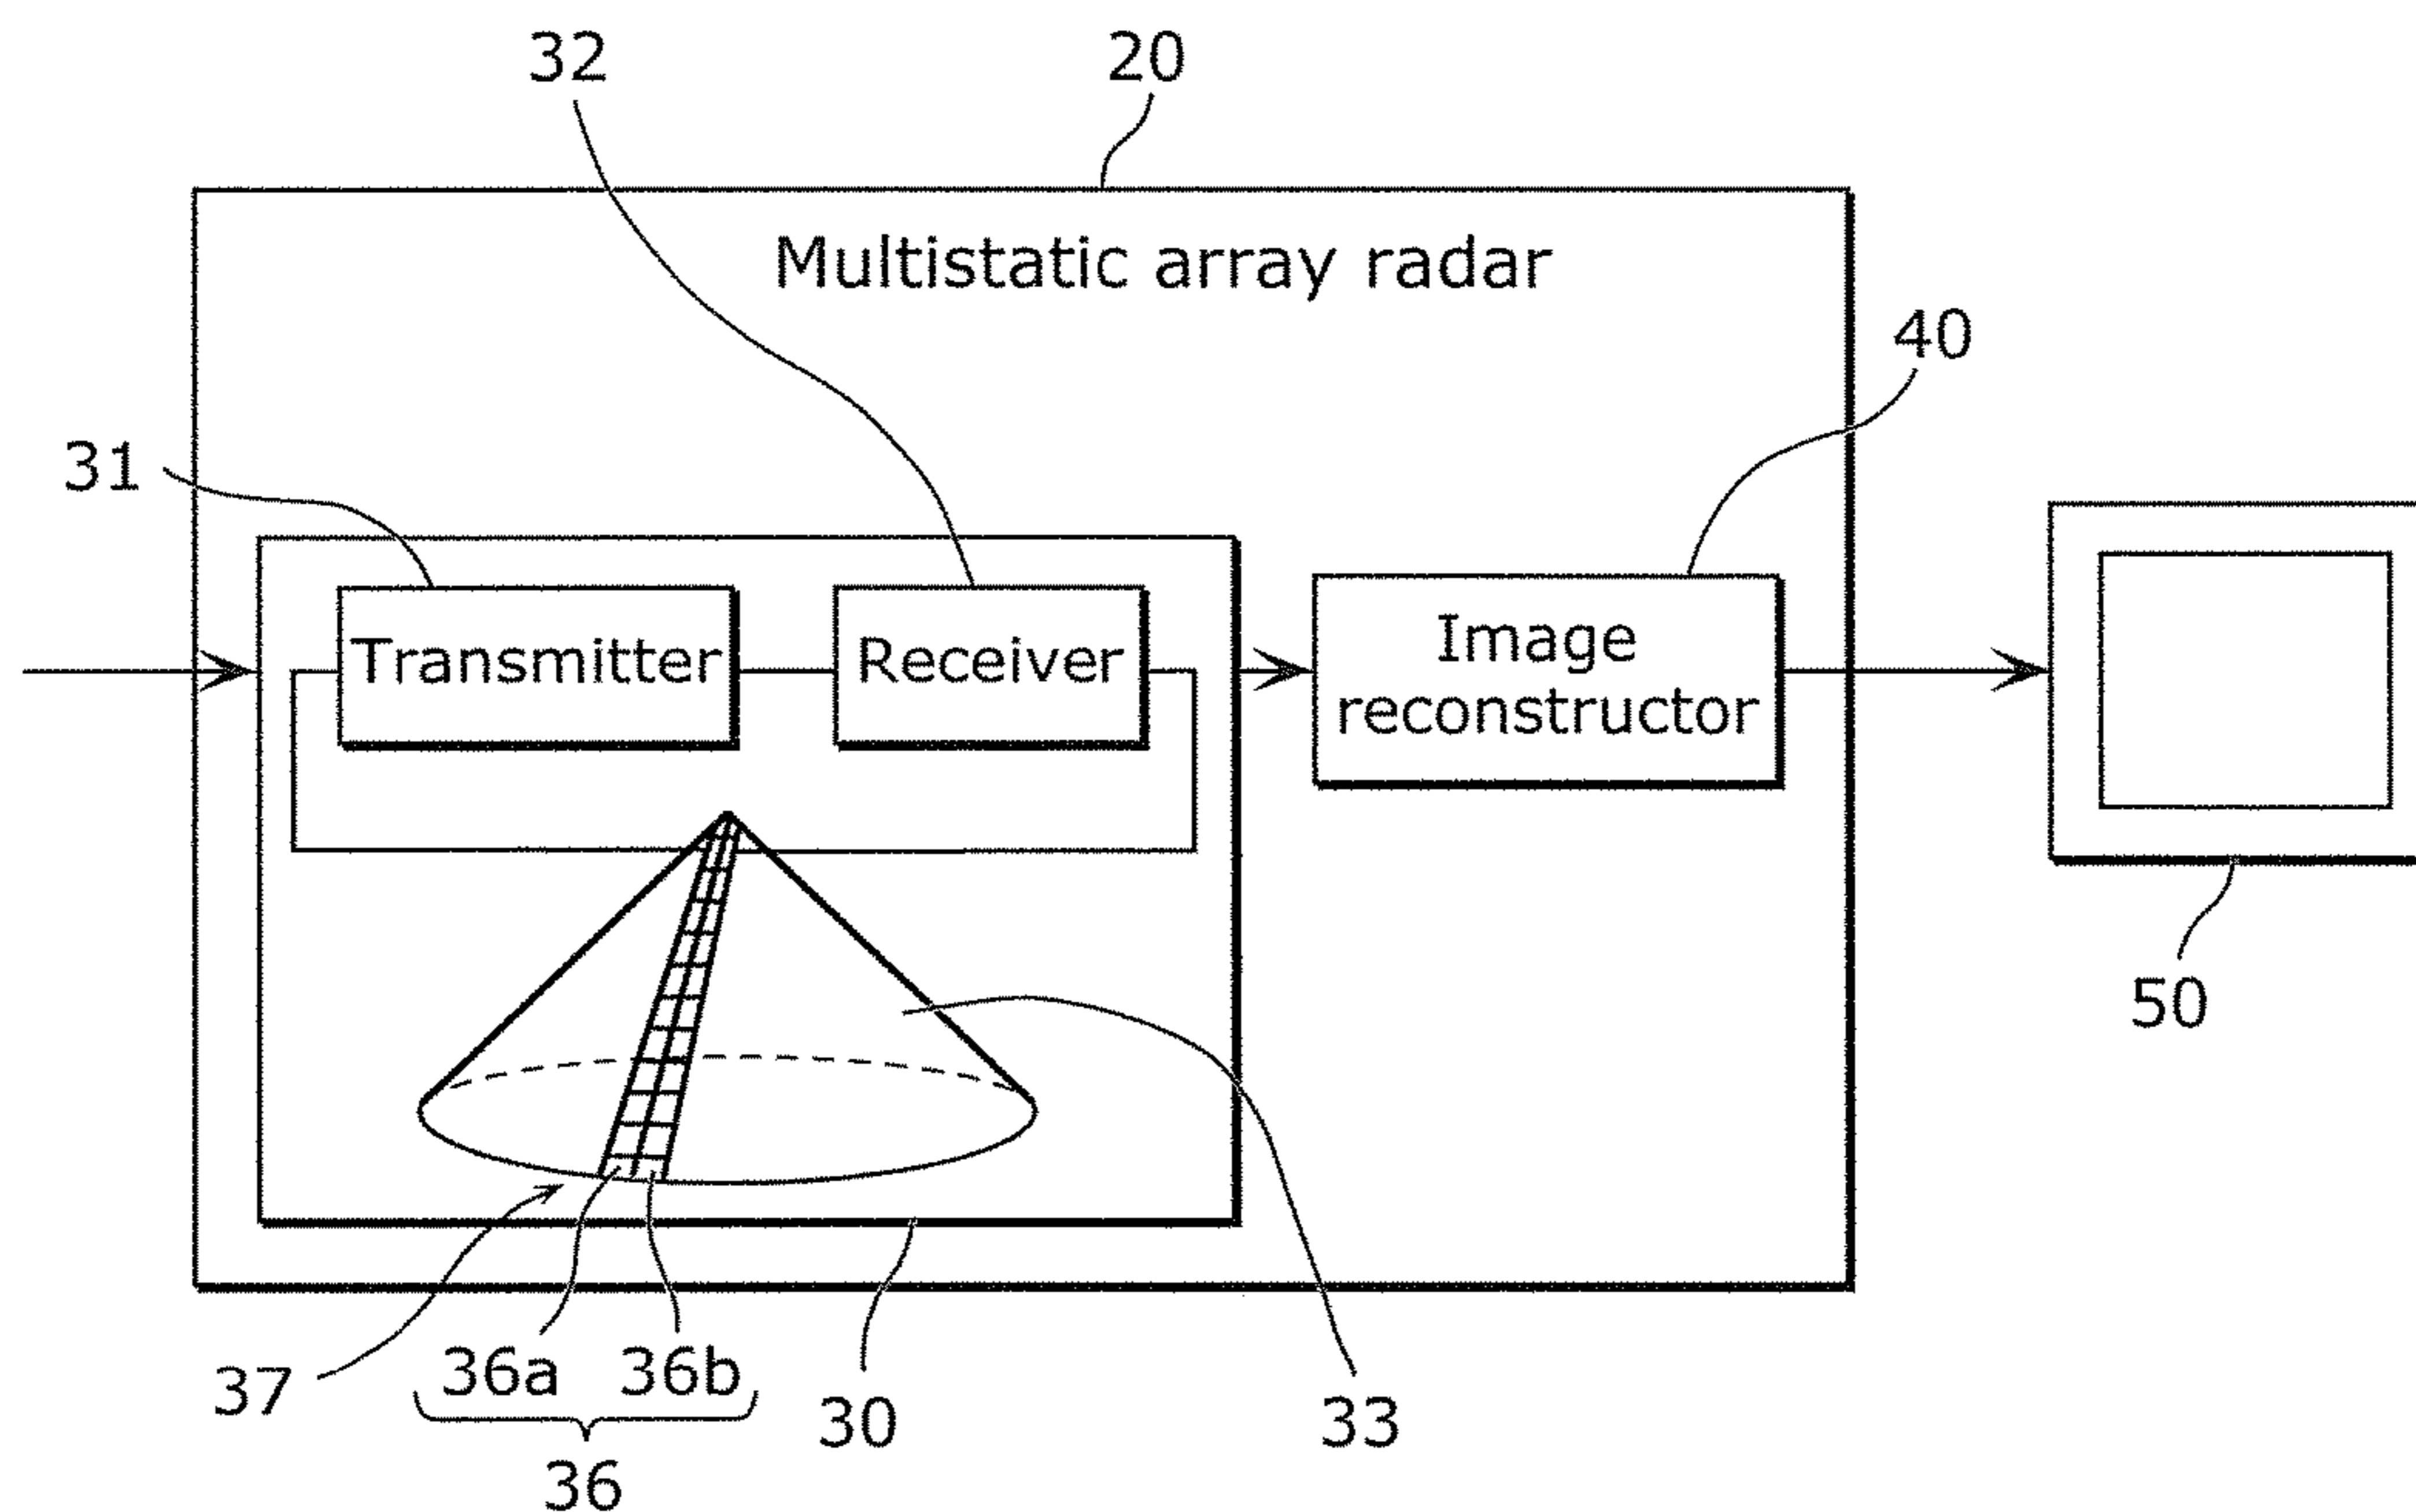 32
20
Multistatic array radar
40
31
Transmitter
Receiver
Image
reconstructor
50
37
36a
36b
30
33
36